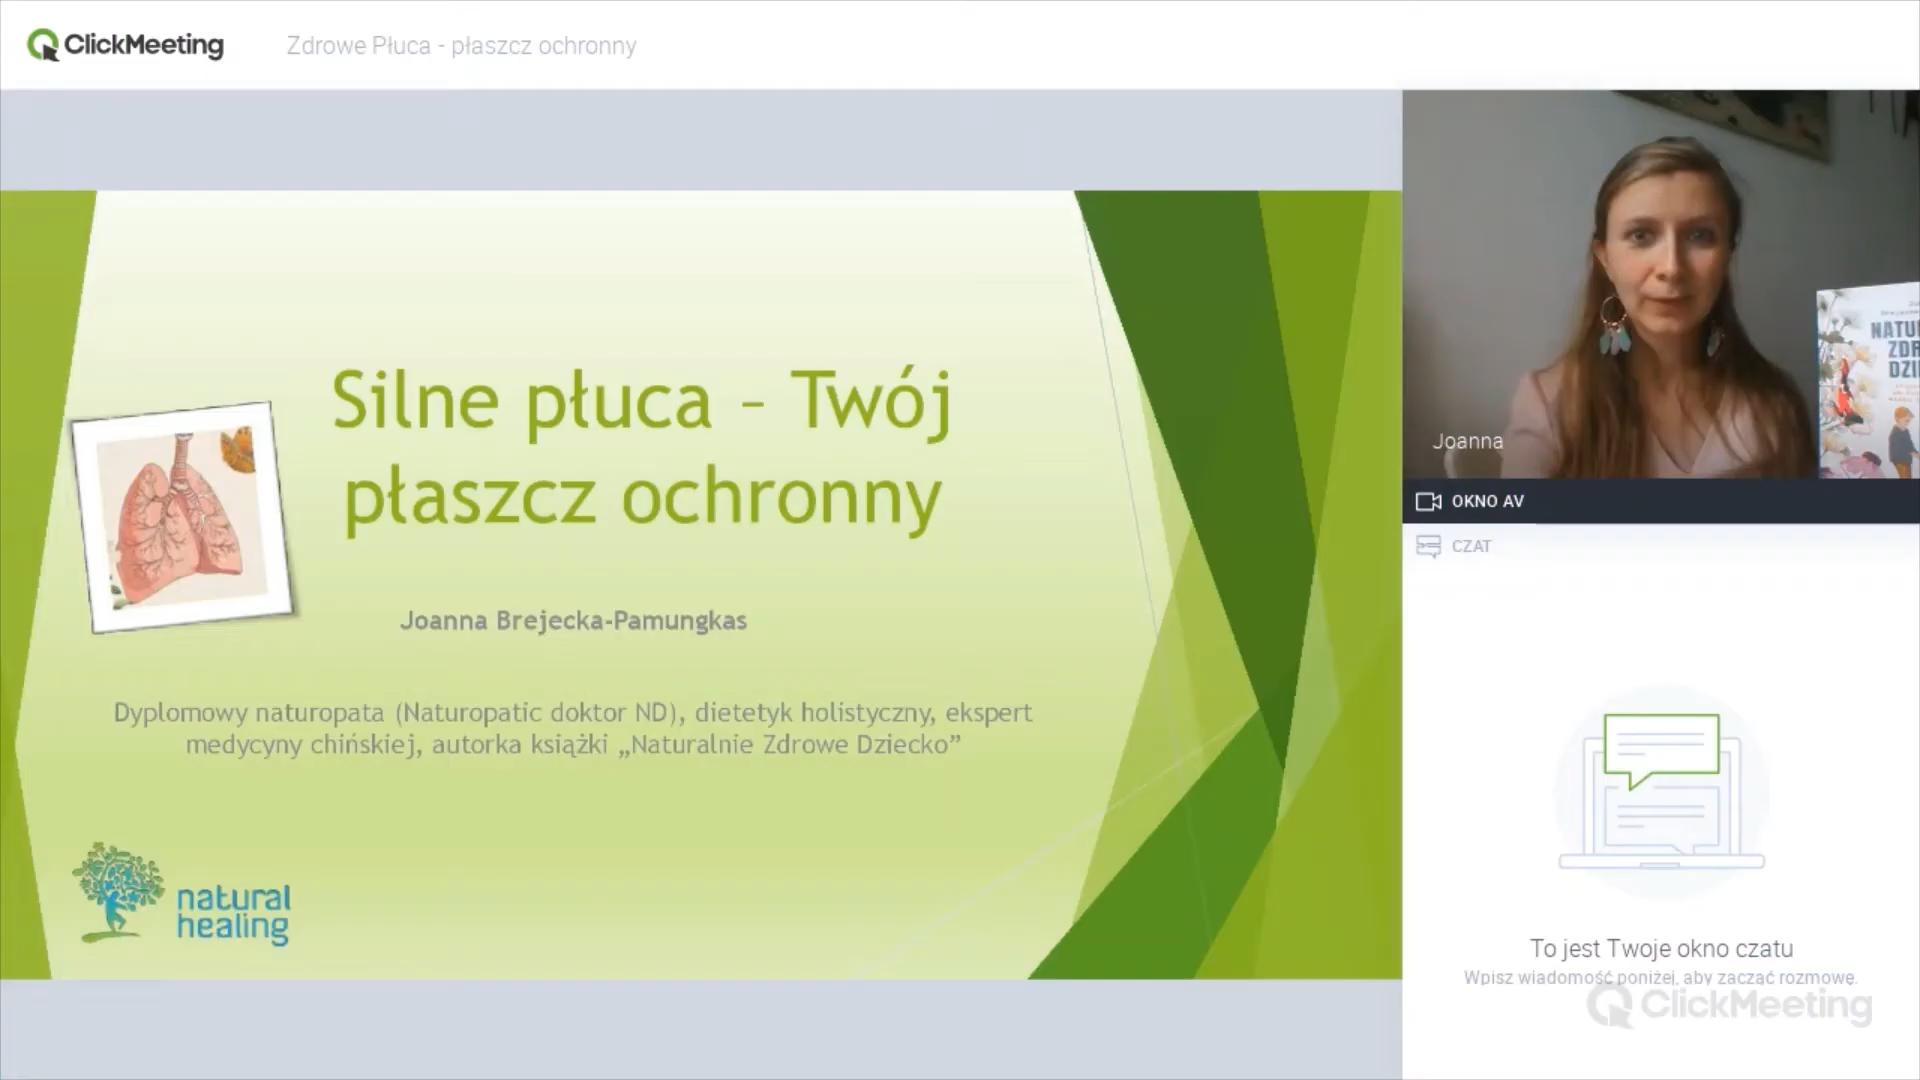 ClickMeeting
Zdrowe Płuca - płaszcz ochronny
Silne płuca – Twój
płaszcz ochronny
Joanna Brejecka-Pamungkas
Dyplomowy naturopata (Naturopatic doktor ND), dietetyk holistyczny, ekspert
medycyny chińskiej, autorka książki „Naturalnie Zdrowe Dziecko”
natural
healing
Joanna
OKNO AV
CZAT
To jest Twoje okno czatu
Wpisz wiadomość poniżej, aby zacząć rozmowę.
ClickMeeting